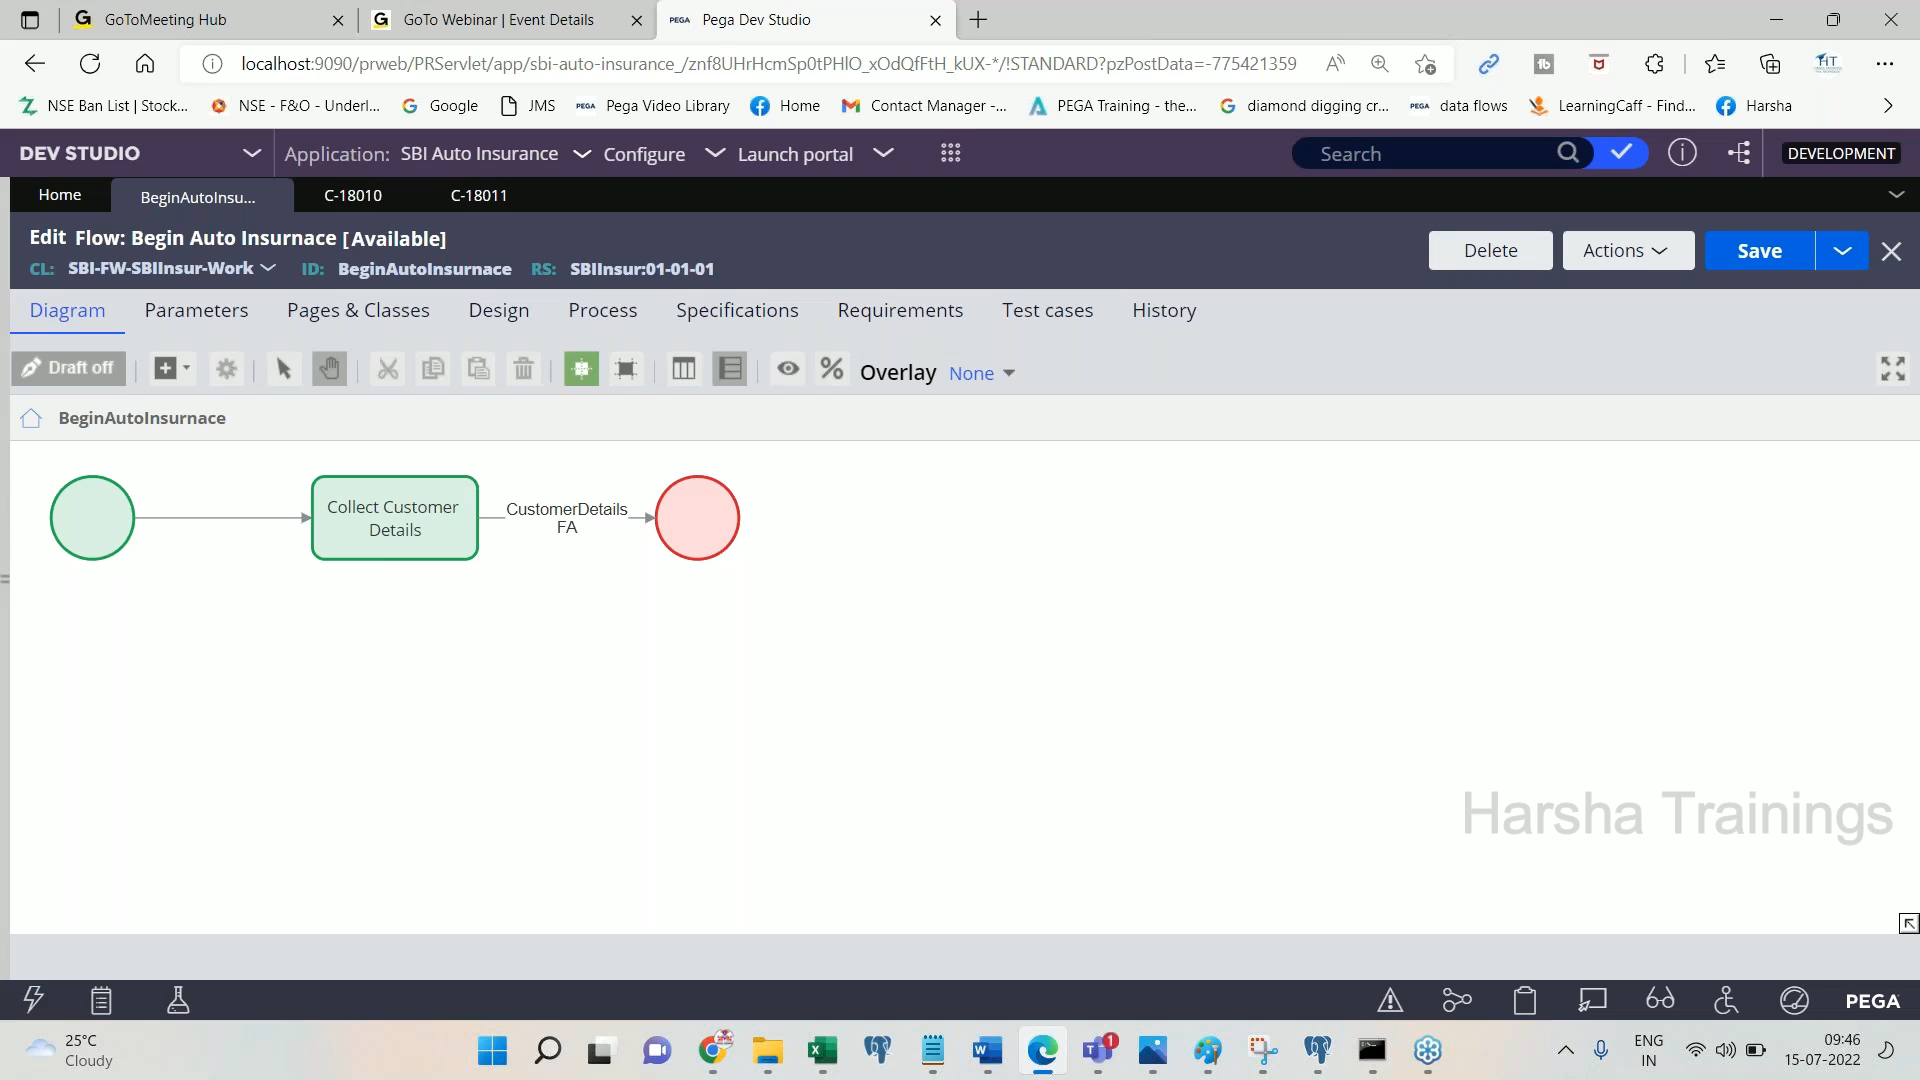 GoToMeeting Hub
GoTo Webinar | Event Details
PEGA Pega Dev Studio
localhost:9090/prweb/PRServlet/app/sbi-auto-insurance_/znf8UHrHcmSp0tPHlO_xOdQfFtH_kUX-*/!STANDARD?pzPostData=-775421359
NSE Ban List | Stock...
NSE - F&O - Underl...
Google
JMS
PEGA Pega Video Library
Home
Contact Manager -...
PEGA Training - the...
diamond digging cr...
PEGA data flows
LearningCaff - Find...
Harsha
DEV STUDIO
Application: SBI Auto Insurance
Configure
Launch portal
Search
DEVELOPMENT
Home
BeginAutoInsu...
C-18010
C-18011
Edit Flow: Begin Auto Insurnace [Available]
CL: SBI-FW-SBIInsur-Work ID: BeginAutoInsurnace RS: SBIInsur:01-01-01
Delete
Actions
Save
Diagram
Parameters
Pages & Classes
Design
Process
Specifications
Requirements
Test cases
History
Draft off
Overlay None
BeginAutoInsurnace
Collect Customer
Details
CustomerDetails
FA
Harsha Trainings
PEGA
25°C
Cloudy
1
ENG
IN
09:46
15-07-2022